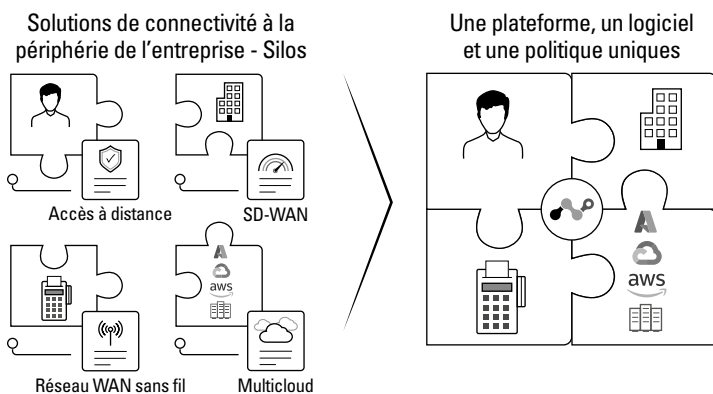 Solutions de connectivité à la
périphérie de l'entreprise - Silos
Accès à distance
SD-WAN
aws
Réseau WAN sans fil
Multicloud
Une plateforme, un logiciel
et une politique uniques
aws